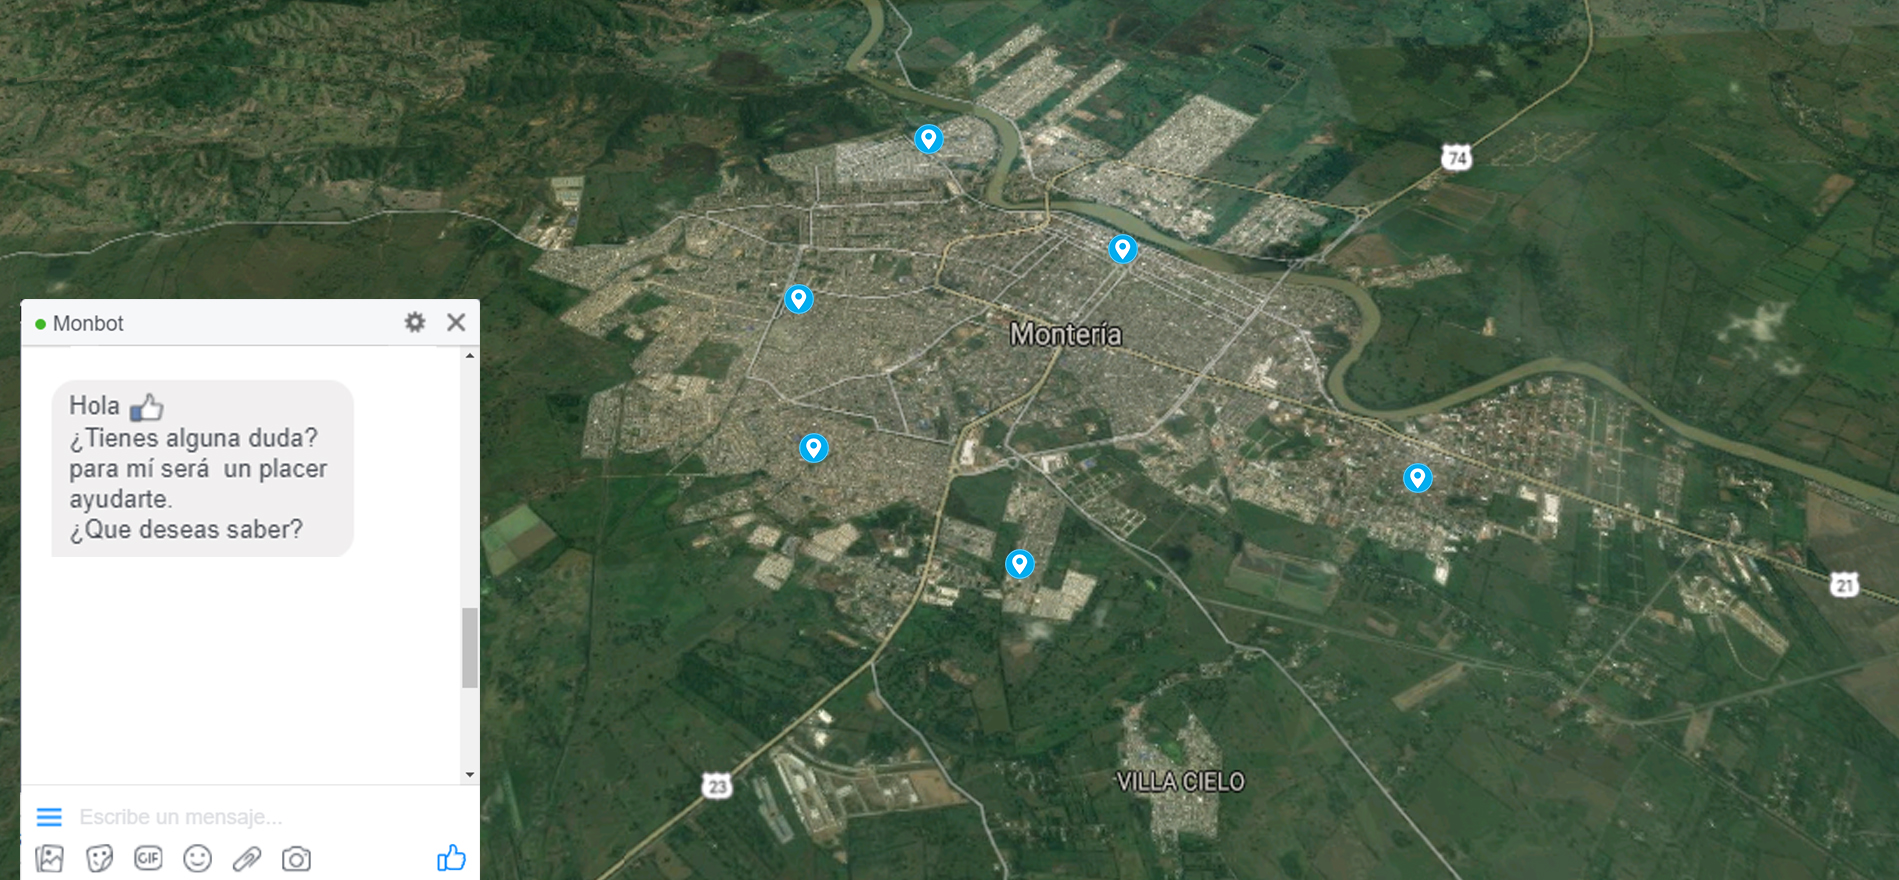 74
Monbot
Montería
Hola
¿Tienes alguna duda?
para mí será  un placer
ayudarte.
¿Que deseas saber?
21
VILLA CIELO
23
Escribe un mensaje...
GIF